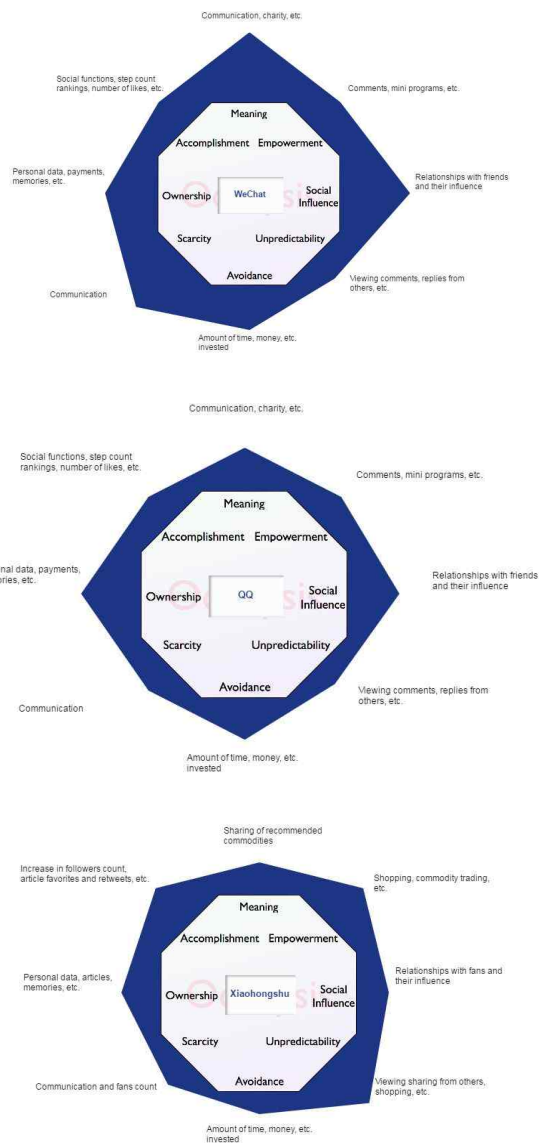 Communication, charity, etc.
Social functions, step count
rankings, number of likes, etc.
Comments, mini programs, etc.
Meaning
Accomplishment Empowerment
Personal data, payments,
memories, etc.
Ownership
WeChat
Social
Influence
Relationships with friends
and their influence
Scarcity
Unpredictability
Avoidance
Viewing comments, replies from
others, etc.
Communication
Amount of time, money, etc.
invested
Communication, charity, etc.
Social functions, step count
rankings, number of likes, etc.
Comments, mini programs, etc.
Meaning
Accomplishment Empowerment
nal data, payments,
ories, etc.
Ownership
QQ
Social
Influence
Relationships with friends
and their influence
Scarcity
Unpredictability
Avoidance
Viewing comments, replies from
others, etc.
Communication
Amount of time, money, etc.
invested
Sharing of recommended
commodities
Increase in followers count,
article favorites and retweets, etc.
Shopping, commodity trading,
etc.
Meaning
Accomplishment Empowerment
Personal data, articles,
memories, etc.
Ownership
Xiaohongshu
Social
Influence
Relationships with fans and
their influence
Scarcity
Unpredictability
Avoidance
Communication and fans count
Viewing sharing from others,
shopping, etc.
Amount of time, money, etc.
invested